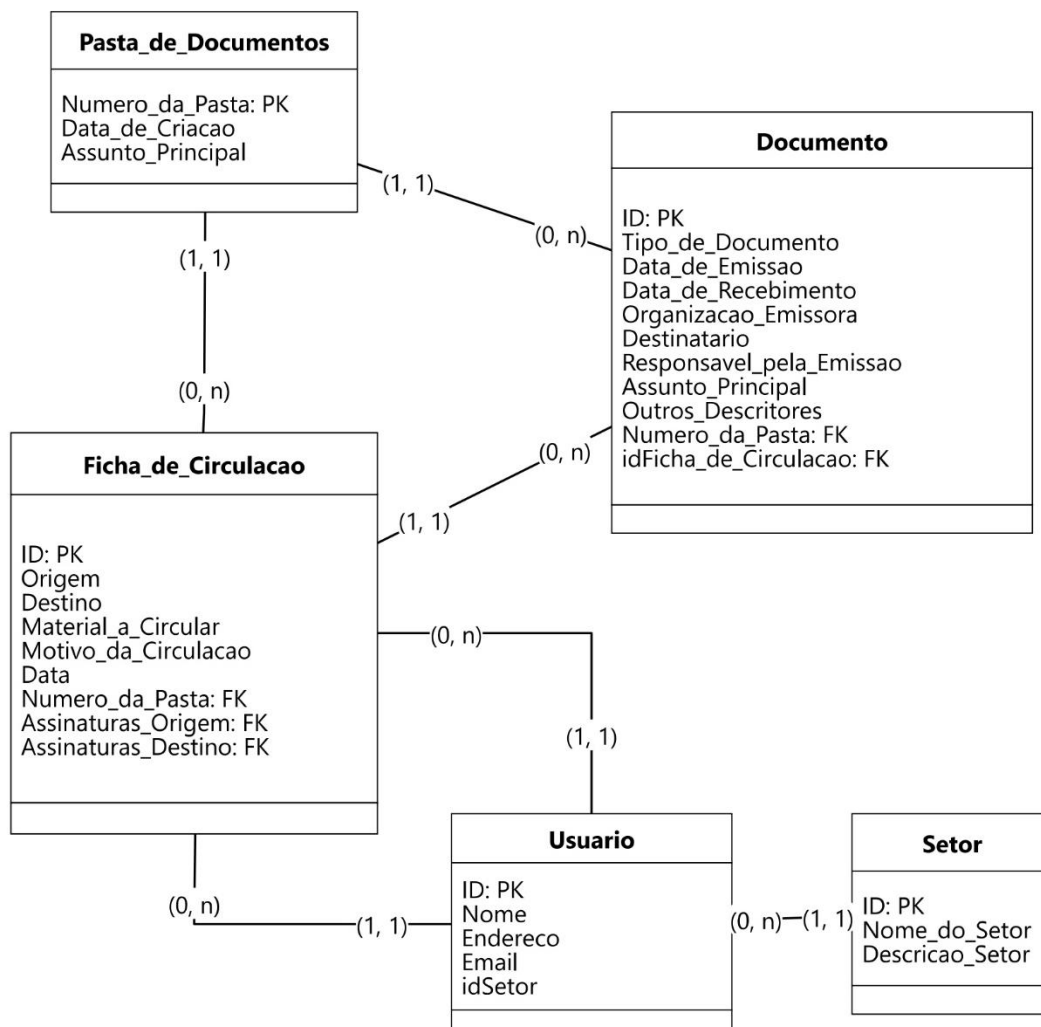 Pasta_de_Documentos
Numero_da_Pasta: PK
Data_de_Criacao
Assunto_Principal
(1, 1)
(0, n)
(1, 1)
(0, n)
Documento
ID: PK
Tipo_de_Documento
Data_de_Emissao
Data_de_Recebimento
Organizacao_Emissora
Destinatario
Responsavel_pela_Emissao
Assunto_Principal
Outros_Descritores
Numero_da_Pasta: FK
idFicha_de_Circulacao: FK
(0, n)
(1, 1)
Ficha_de_Circulacao
ID: PK
Origem
Destino
Material_a_Circular
Motivo_da_Circulacao
Data
Numero_da_Pasta: FK
Assinaturas_Origem: FK
Assinaturas_Destino: FK
(0, n)
(1, 1)
(0, n)
(1, 1)
Usuario
ID: PK
Nome
Endereco
Email
idSetor
(0, n)
(1, 1)
Setor
ID: PK
Nome_do_Setor
Descricao_Setor